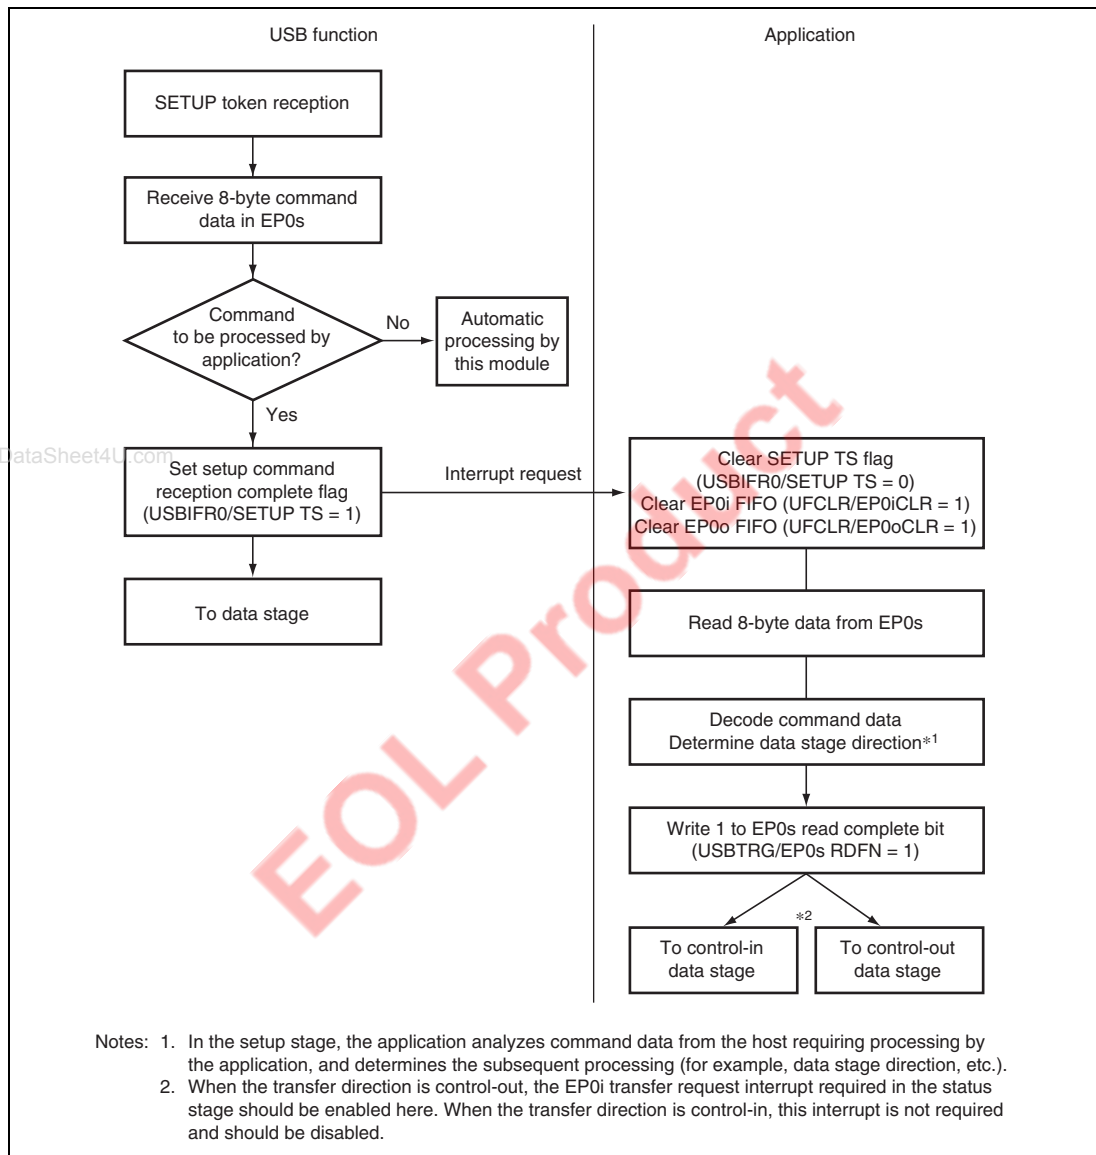 USB function
Application
SETUP token reception
Receive 8-byte command
data in EP0s
Command
to be processed by
application?
No
Automatic
processing by
this module
Yes
DataSheet4U.com
Set setup command
reception complete flag
(USBIFR0/SETUP TS = 1)
Interrupt request
To data stage
Clear SETUP TS flag
(USBIFR0/SETUP TS = 0)
Clear EP0i FIFO (UFCLR/EP0iCLR = 1)
Clear EP0o FIFO (UFCLR/EP0oCLR = 1)
Read 8-byte data from EP0s
Decode command data
Determine data stage direction*1
Write 1 to EP0s read complete bit
(USBTRG/EP0s RDFN = 1)
*2
To control-in
data stage
To control-out
data stage
EOL Product
Notes: 1. In the setup stage, the application analyzes command data from the host requiring processing by
the application, and determines the subsequent processing (for example, data stage direction, etc.).
2. When the transfer direction is control-out, the EP0i transfer request interrupt required in the status
stage should be enabled here. When the transfer direction is control-in, this interrupt is not required
and should be disabled.